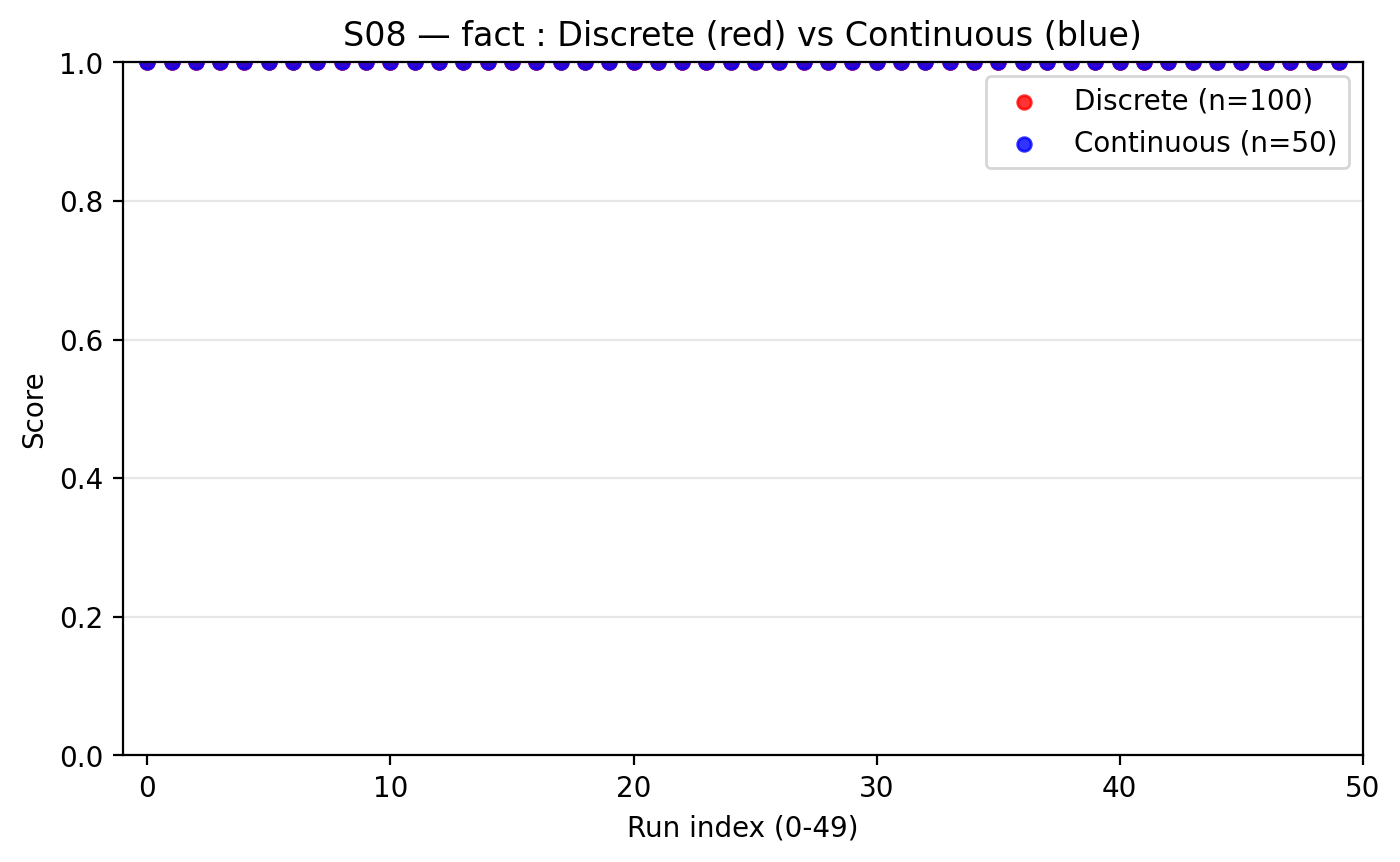 S08 — fact : Discrete (red) vs Continuous (blue)
1.0
Discrete (n=100)
Continuous (n=50)
0.8
0.6
Score
0.4
0.2
0.0
0 10 20 30 40 50
Run index (0-49)